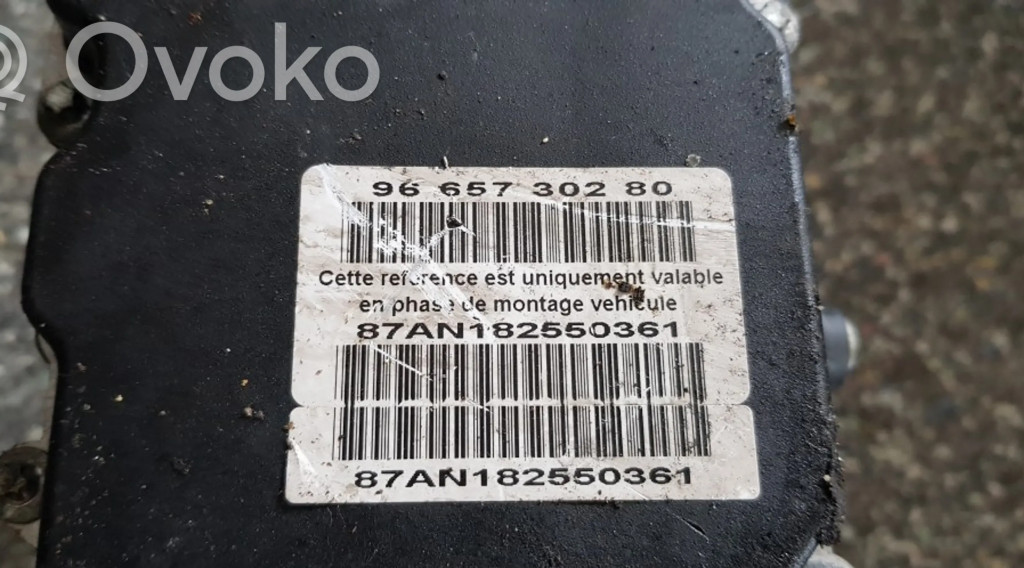 Ovoko
96 657 302 80
Cette reference est uniquement valable
en phase de montage vehicule
87AN182550361
87AN182550361